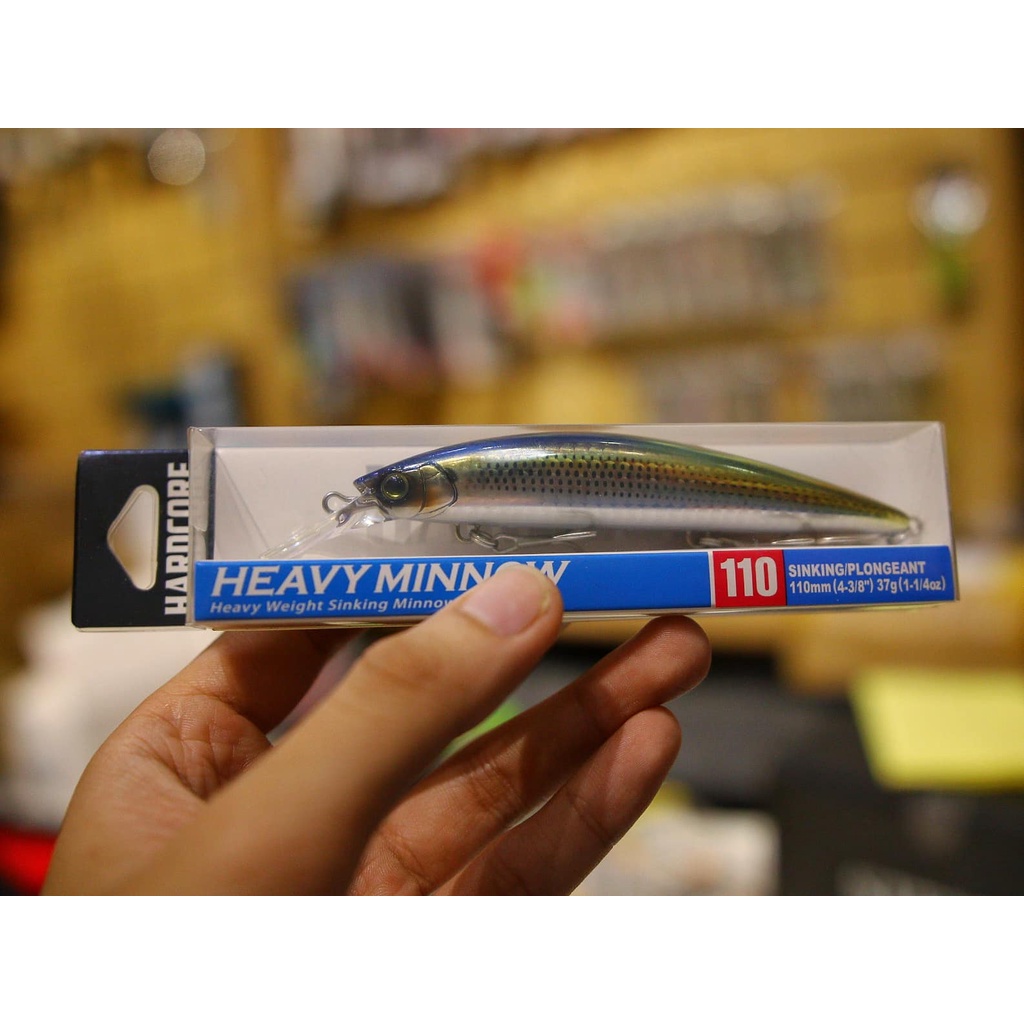 HARDCORE
HEAVY MINNOW
Heavy Weight Sinking Minnow
110
SINKING/PLONGEANT
110mm (4-3/8") 37g (1-1/4oz)